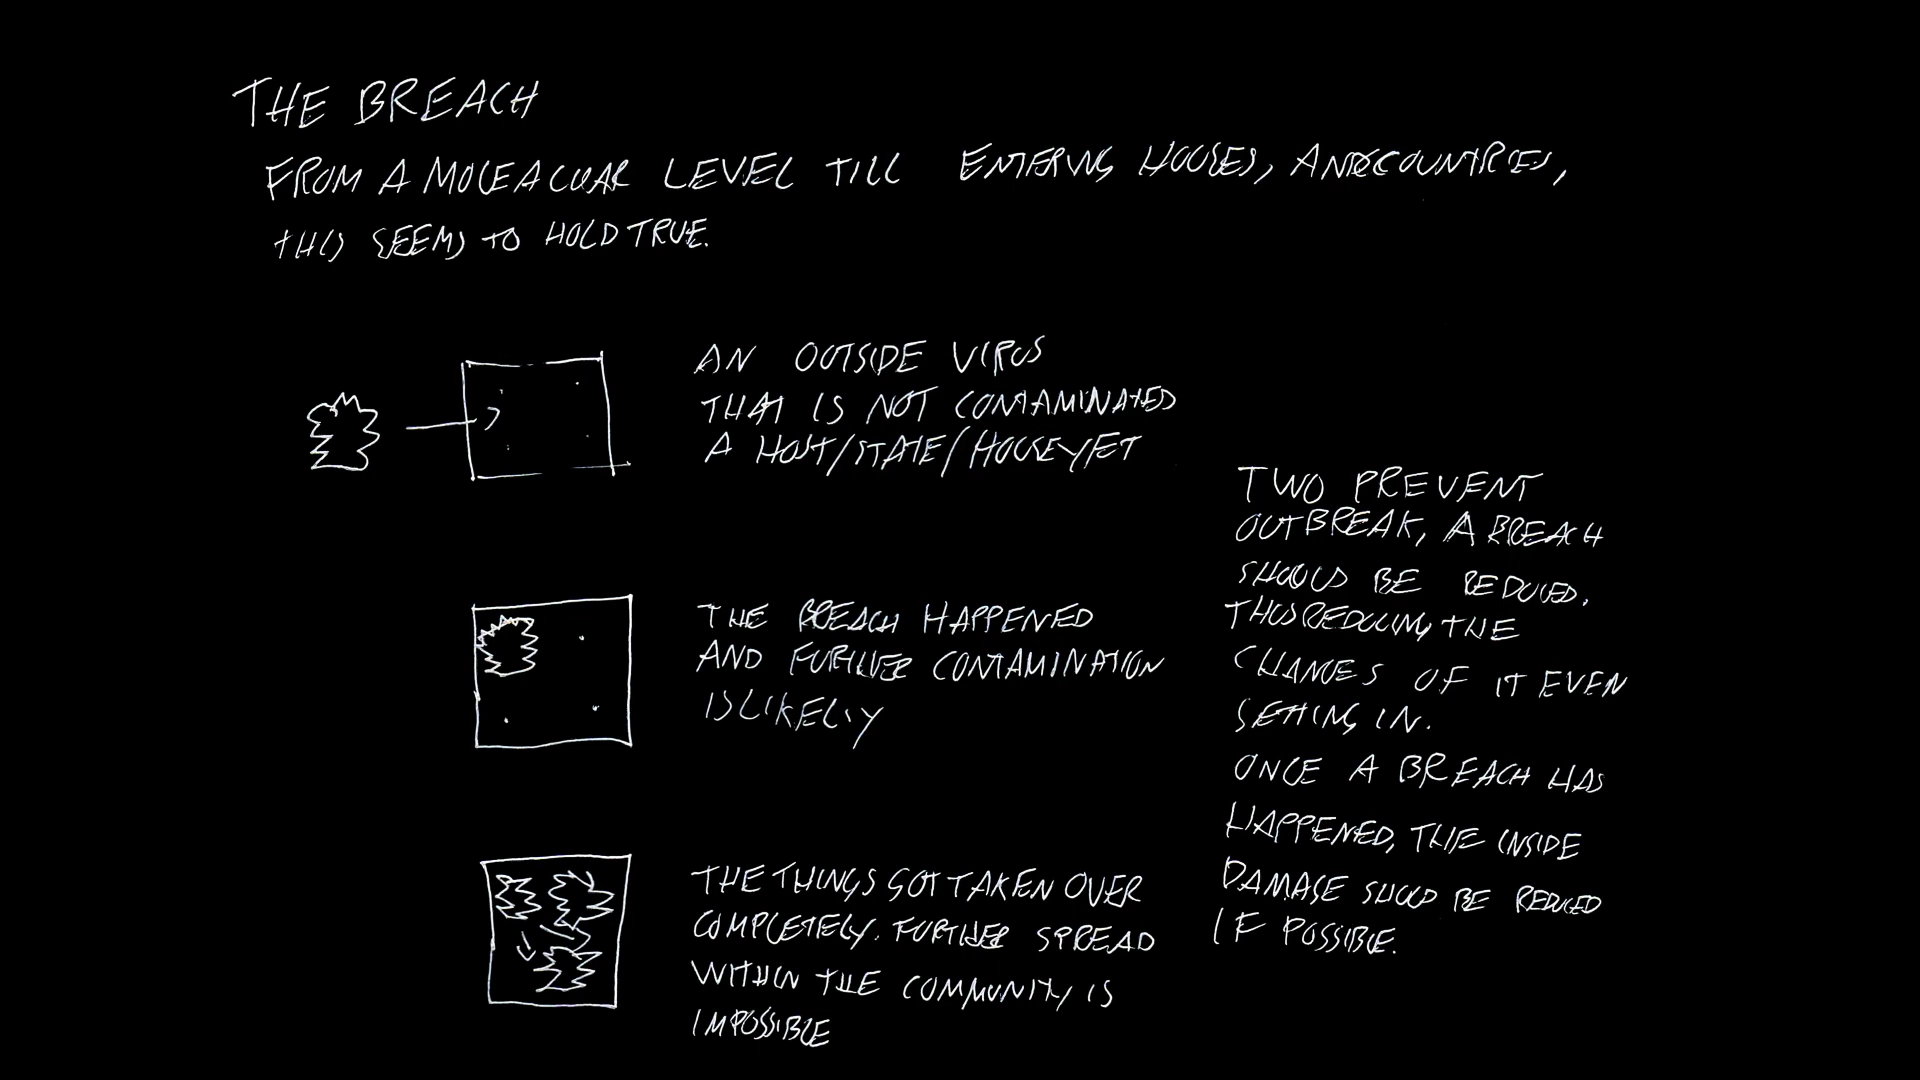 THE BREACH
FROM A MOLEACULAR LEVEL TILL ENTERING HOUSES, AND COUNTRIES,
THIS SEEMS TO HOLD TRUE.
AN OUTSIDE VIRUS
THAT IS NOT CONTAMINATED
A HOST/STATE/HOUSE YET
THE BREACH HAPPENED
AND FURTHER CONTAMINATION
IS LIKELY
THE THINGS GOT TAKEN OVER
COMPLETELY. FURTHER SPREAD
WITHIN THE COMMUNITY IS
IMPOSSIBLE
TWO PREVENT
OUTBREAK, A BREACH
SHOULD BE REDUCED.
THUS REDUCING THE
CHANCES OF IT EVEN
SETTING IN.
ONCE A BREACH HAS
HAPPENED, THE INSIDE
DAMAGE SHOULD BE REDUCED
IF POSSIBLE.